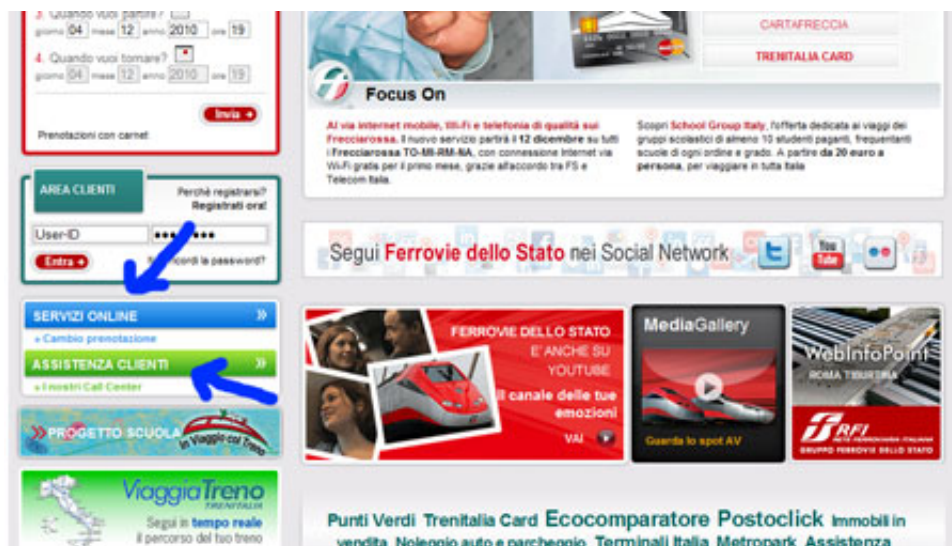 3. Quando vuoi partire?
giorno 04 mese 12 anno 2010 ore 19
4. Quando vuoi tornare?
giorno 04 mese 12 anno 2010 ore 19
Invia
Prenotazioni con carnet
AREA CLIENTI
Perchè registrarsi?
Registrati ora!
User-ID
Entra
ricordi la password?
SERVIZI ONLINE
» Cambio prenotazione
ASSISTENZA CLIENTI
» I nostri Call Center
PROGETTO SCUOLA
in Viaggio col Treno
ViaggiaTreno
TRENITALIA
Segui in tempo reale
il percorso del tuo treno
CARTAFRECCIA
TRENITALIA CARD
MasterCard
Focus On
Al via internet mobile, Wi-Fi e telefonia di qualità sui
Frecciarossa. Il nuovo servizio partirà il 12 dicembre su tutti
i Frecciarossa TO-MI-RM-NA, con connessione Internet via
Wi-Fi gratis per il primo mese, grazie all'accordo tra FS e
Telecom Italia.
Scopri School Group Italy, l'offerta dedicata ai viaggi dei
gruppi scolastici di almeno 10 studenti paganti, frequentanti
scuole di ogni ordine e grado. A partire da 20 euro a
persona, per viaggiare in tutta Italia
Segui Ferrovie dello Stato nei Social Network
You
Tube
FERROVIE DELLO STATO
E' ANCHE SU
YOUTUBE
Il canale delle tue
emozioni
VAI
MediaGallery
Guarda lo spot AV
WebInfoPoint
ROMA TIBURTINA
RFI
RETE FERROVIARIA ITALIANA
GRUPPO FERROVIE DELLO STATO
Punti Verdi Trenitalia Card Ecocomparatore Postoclick Immobili in
vendita Noleggio auto e parcheggio Terminali Italia Metropark Assistenza